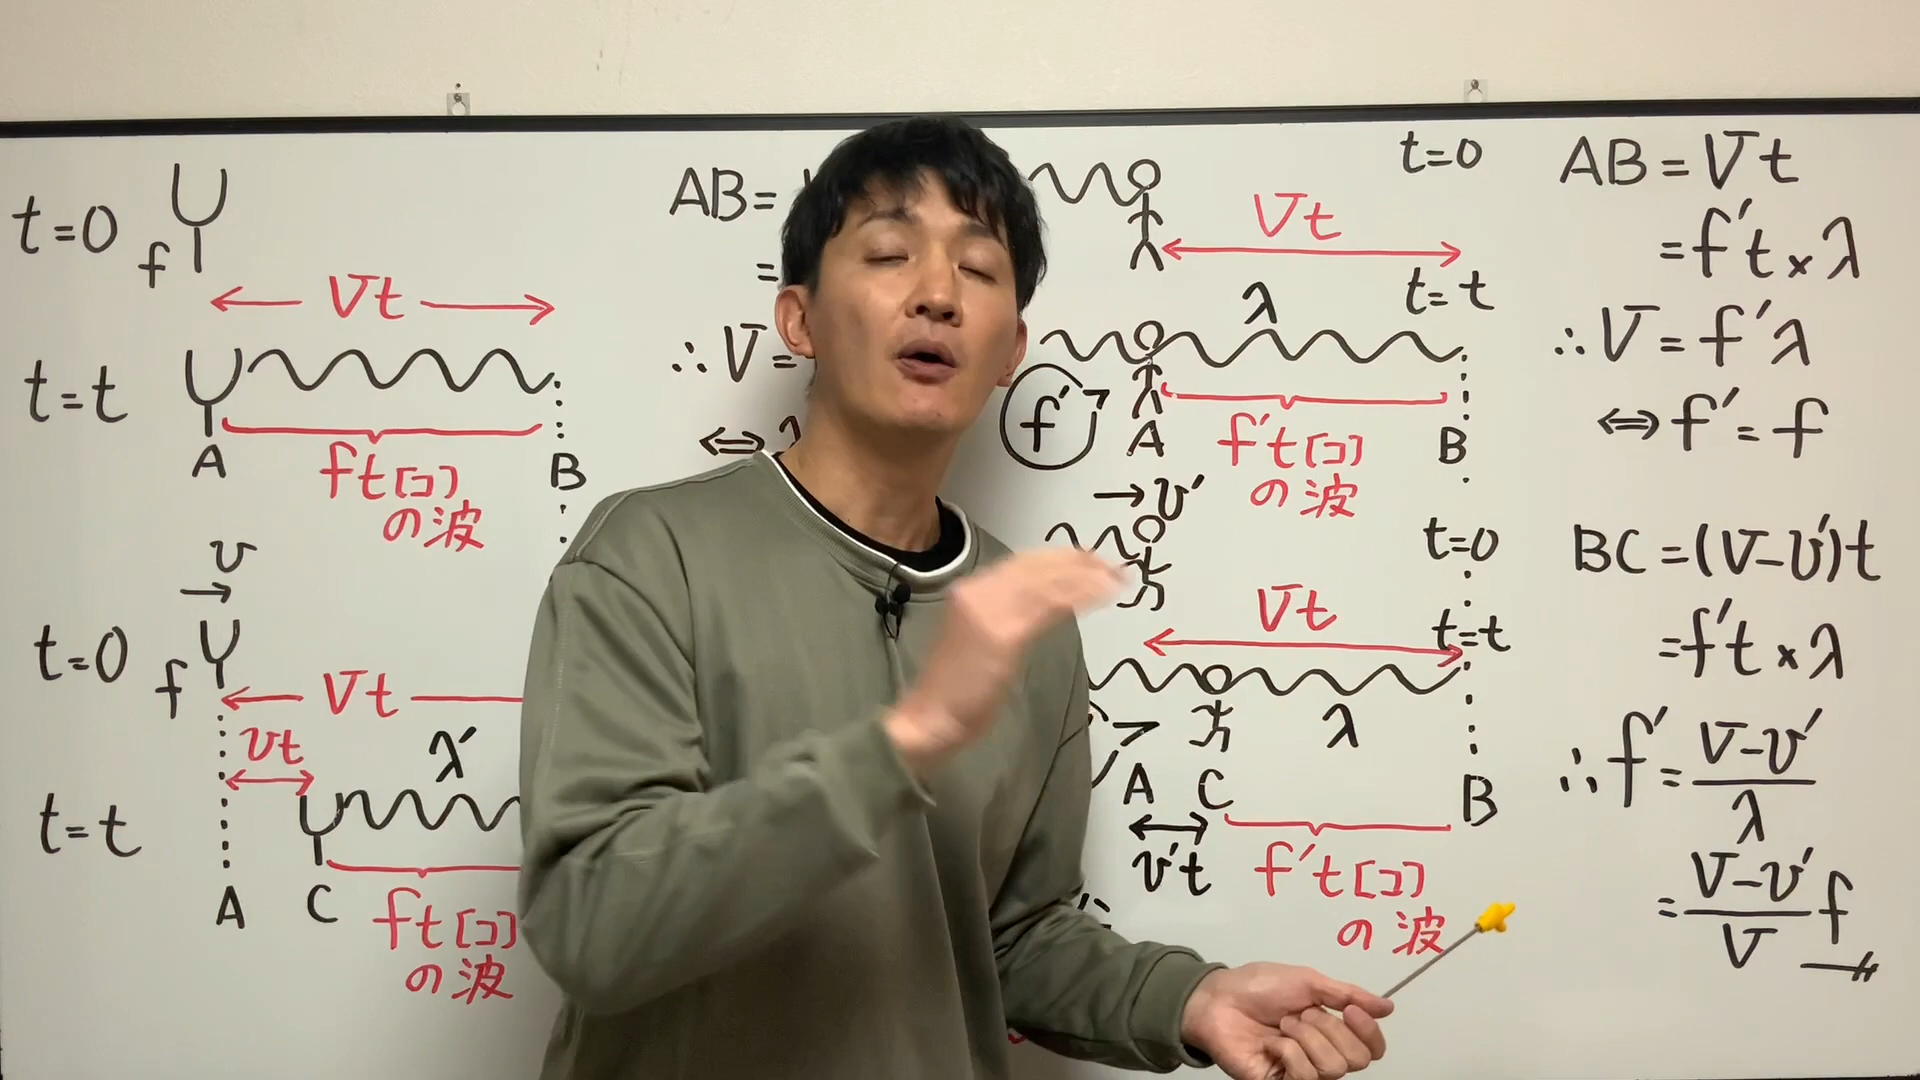 t=0 f
Vt
t=t
A
B
ft[コ]
の波
v
t=0 f
Vt
vt
λ'
t=t
A C
ft[コ]
の波
AB=
=
∴V=
⇔
t=0
Vt
t=t
λ
f'
A
B
f't[コ]
の波
→v'
t=0
Vt
t=t
λ
A C
B
v't
f't[コ]
の波
AB=Vt
=f't×λ
∴V=f'λ
⇔f'=f
BC=(V-v')t
=f't×λ
∴f'=V-v'/λ
=V-v'/V f